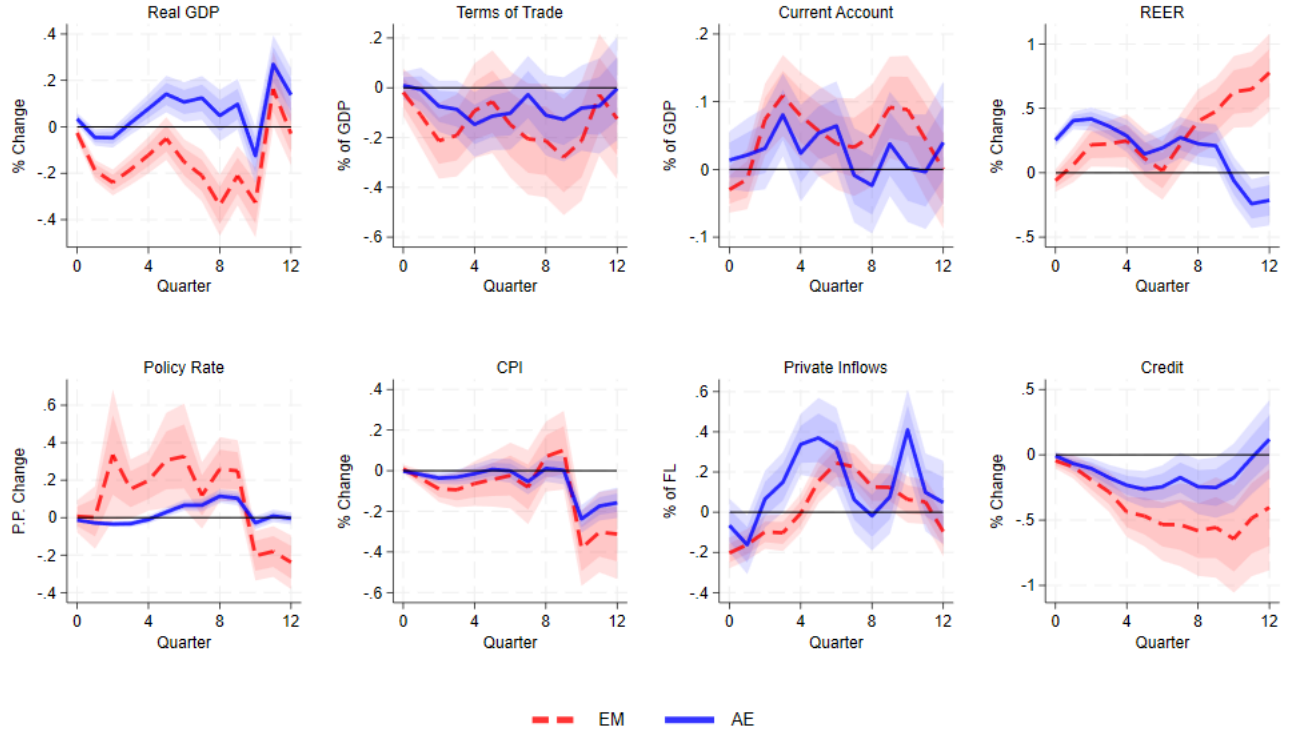 Real GDP
% Change
.4
.2
0
-.2
-.4
0 4 8 12
Quarter
Terms of Trade
% of GDP
.2
0
-.2
-.4
-.6
0 4 8 12
Quarter
Current Account
% of GDP
.2
.1
0
-.1
0 4 8 12
Quarter
REER
% Change
1
.5
0
-.5
0 4 8 12
Quarter
Policy Rate
P.P. Change
.6
.4
.2
0
-.2
-.4
0 4 8 12
Quarter
CPI
% Change
.4
.2
0
-.2
-.4
-.6
0 4 8 12
Quarter
Private Inflows
% of FL
.6
.4
.2
0
-.2
-.4
0 4 8 12
Quarter
Credit
% Change
.5
0
-.5
-1
0 4 8 12
Quarter
EM AE